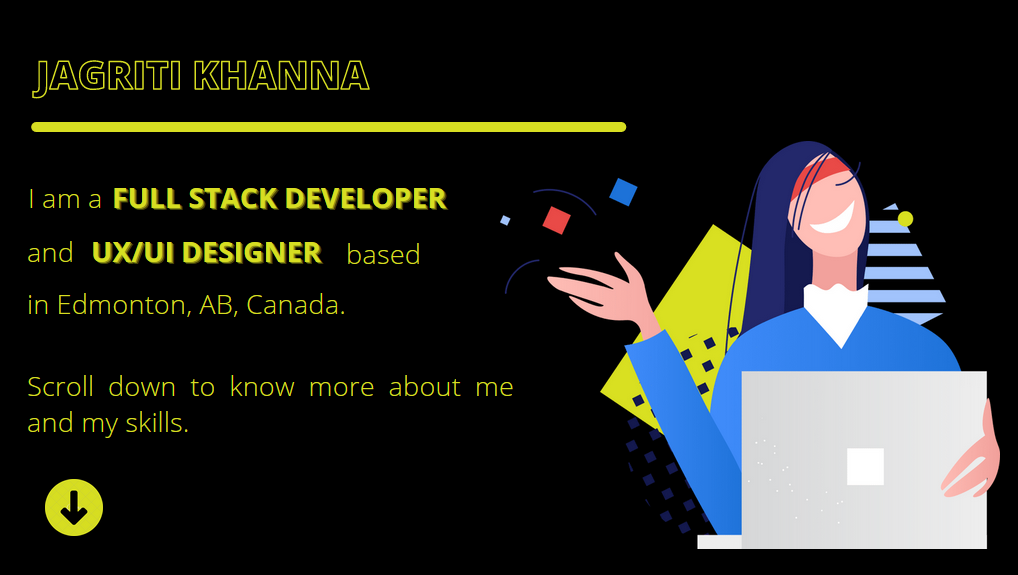 JAGRITI KHANNA
I am a FULL STACK DEVELOPER
and UX/UI DESIGNER based
in Edmonton, AB, Canada.
Scroll down to know more about me
and my skills.